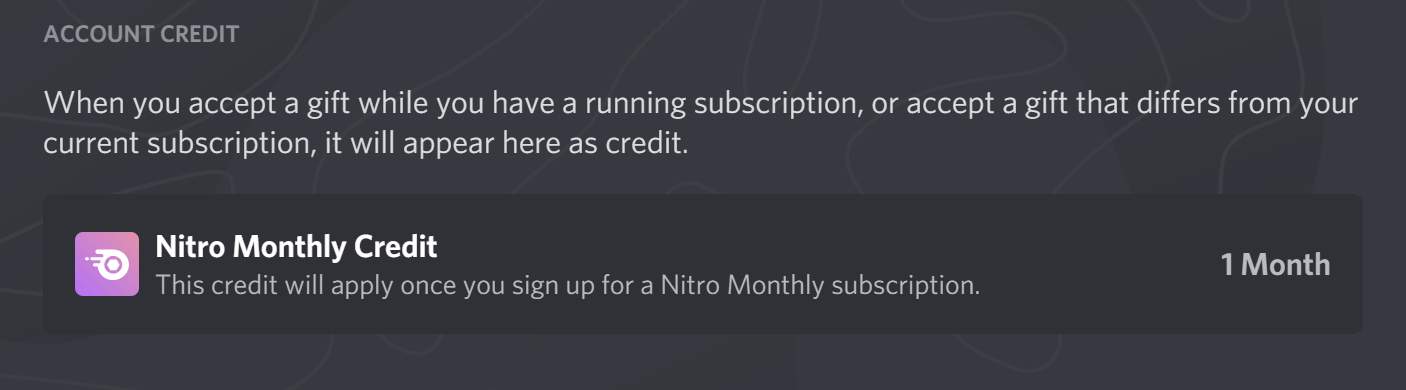 ACCOUNT CREDIT
When you accept a gift while you have a running subscription, or accept a gift that differs from your
current subscription, it will appear here as credit.
Nitro Monthly Credit
This credit will apply once you sign up for a Nitro Monthly subscription.
1 Month